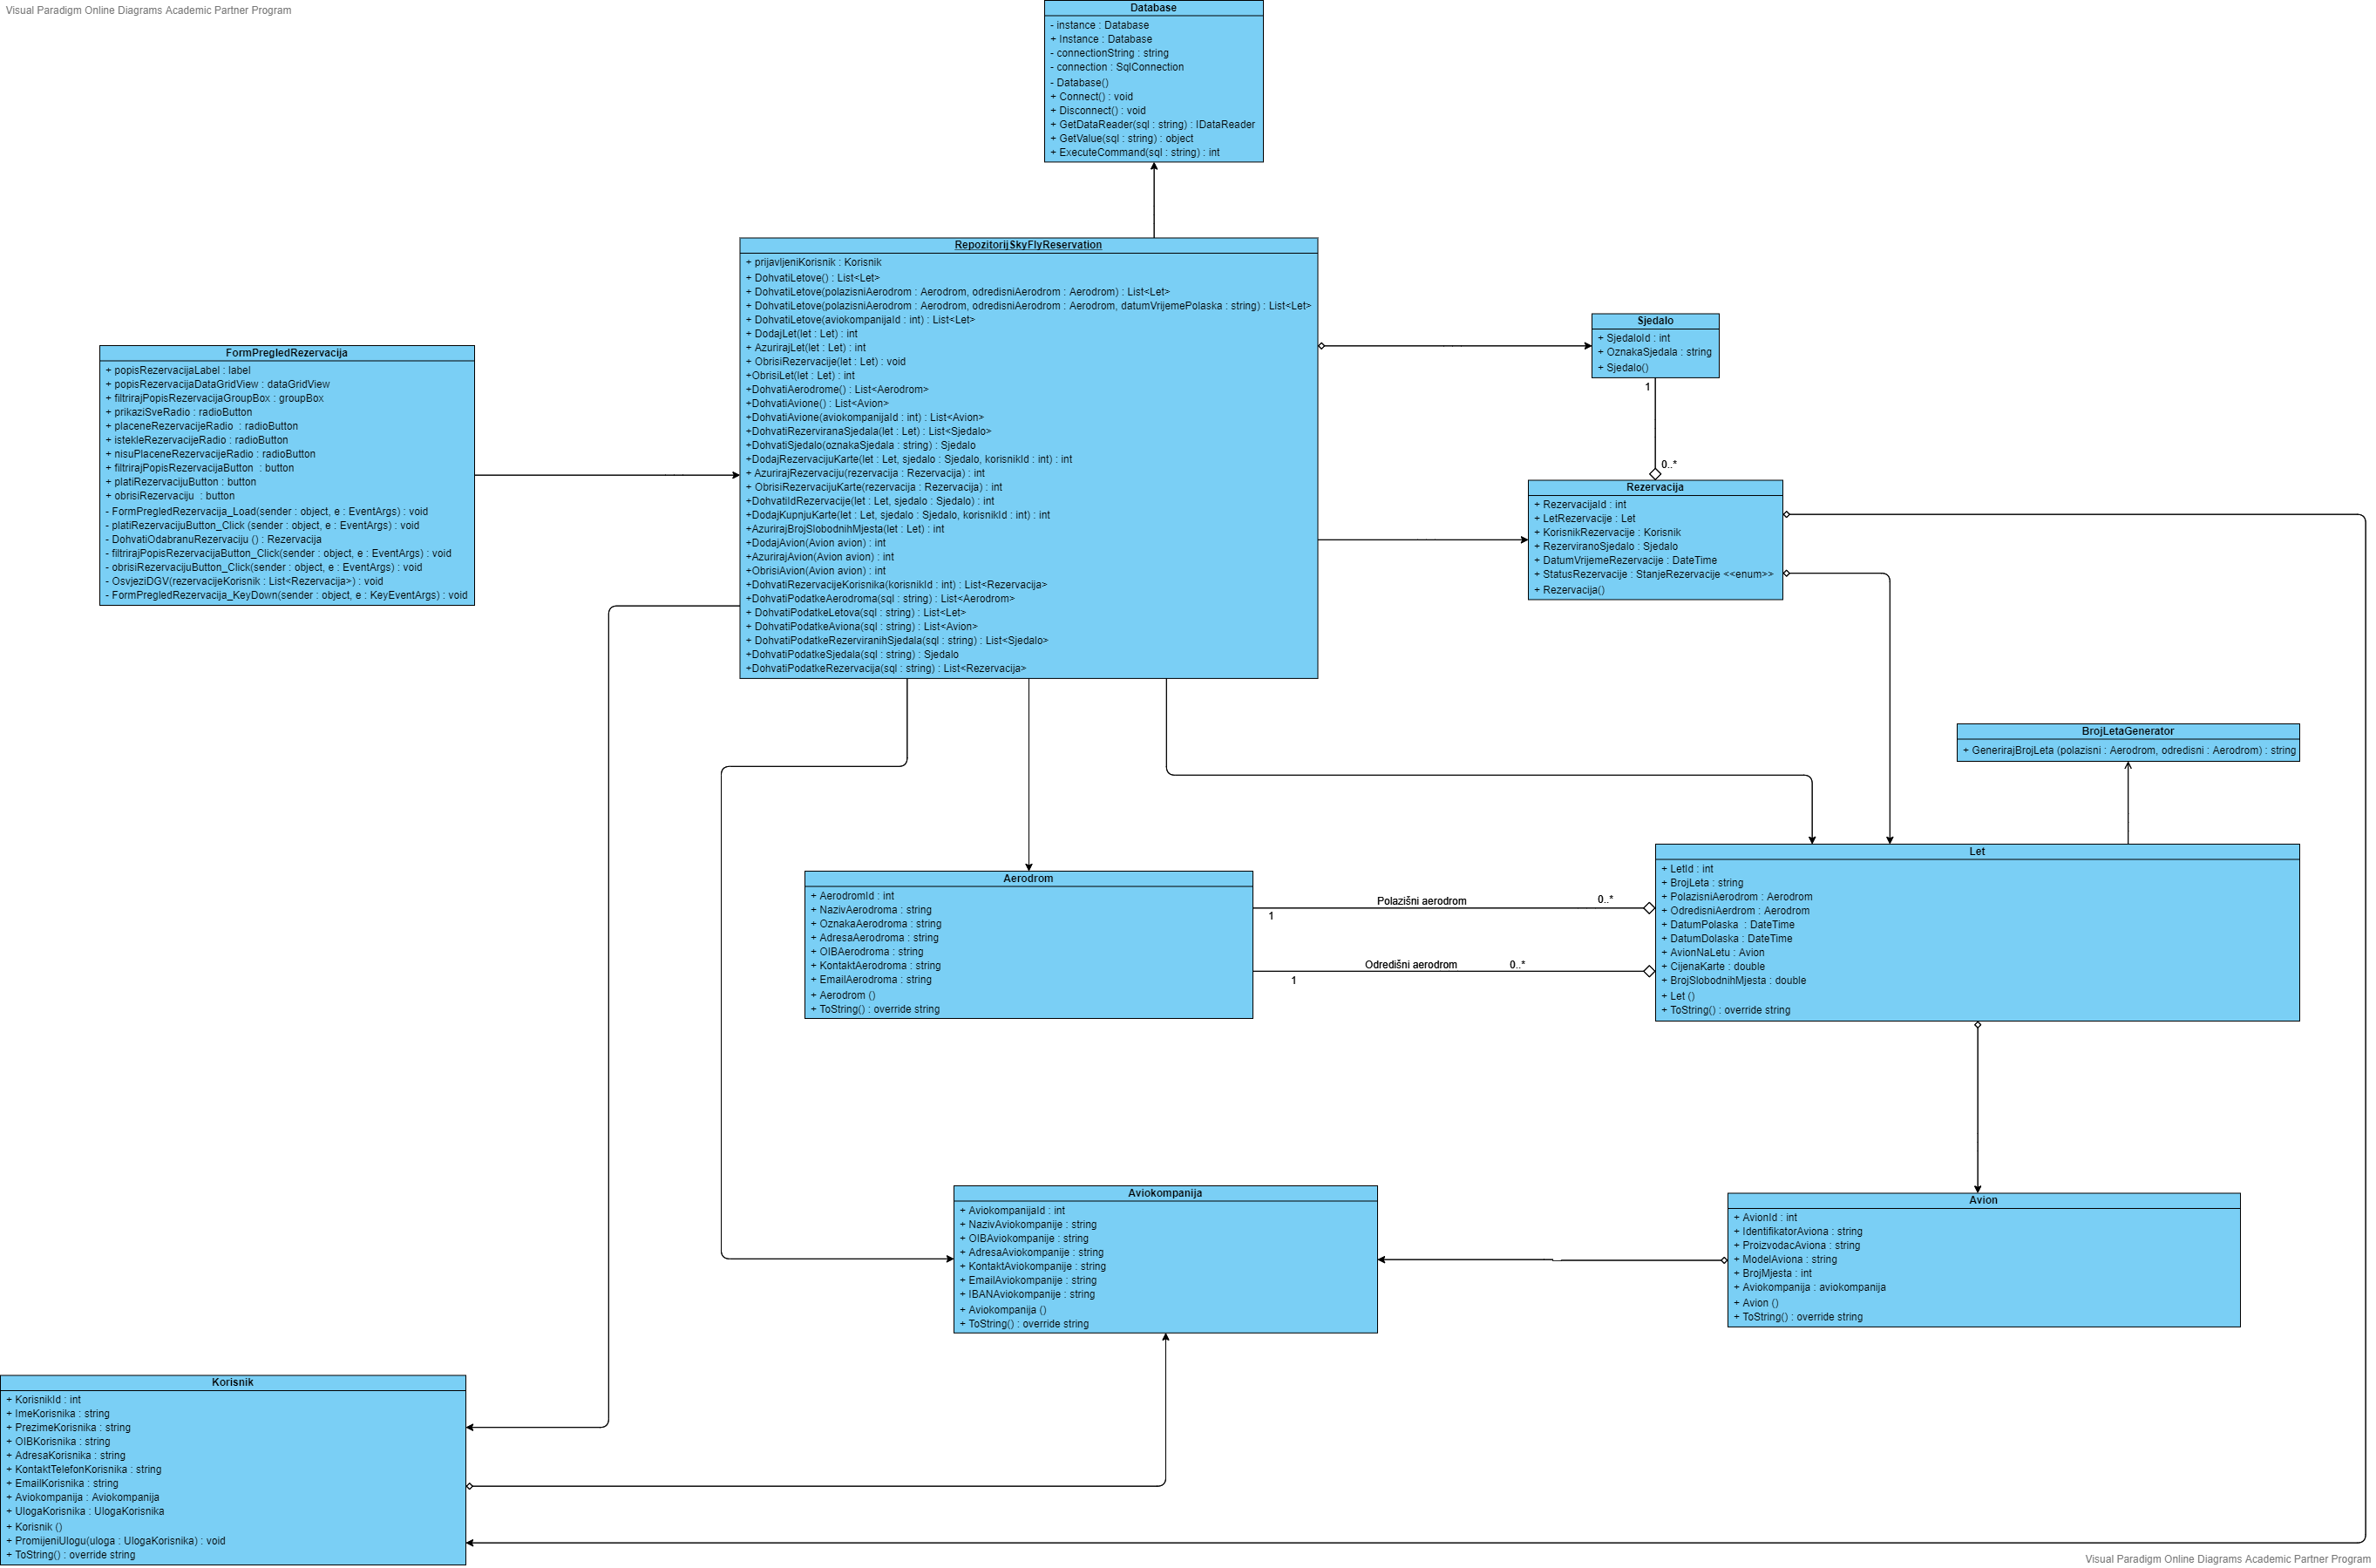 Visual Paradigm Online Diagrams Academic Partner Program
Database
- instance : Database
+ Instance : Database
- connectionString : string
- connection : SqlConnection
- Database()
+ Connect() : void
+ Disconnect() : void
+ GetDataReader(sql : string) : IDataReader
+ GetValue(sql : string) : object
+ ExecuteCommand(sql : string) : int
RepozitorijSkyFlyReservation
+ prijavljeniKorisnik : Korisnik
+ DohvatiLetove() : List<Let>
+ DohvatiLetove(polazisniAerodrom : Aerodrom, odredisniAerodrom : Aerodrom) : List<Let>
+ DohvatiLetove(polazisniAerodrom : Aerodrom, odredisniAerodrom : Aerodrom, datumVrijemePolaska : string) : List<Let>
+ DohvatiLetove(aviokompanijaId : int) : List<Let>
+ DodajLet(let : Let) : int
+ AzurirajLet(let : Let) : int
+ ObrisiRezervacije(let : Let) : void
+ObrisiLet(let : Let) : int
+DohvatiAerodrome() : List<Aerodrom>
+DohvatiAvione() : List<Avion>
+DohvatiAvione(aviokompanijaId : int) : List<Avion>
+DohvatiRezerviranaSjedala(let : Let) : List<Sjedalo>
+DohvatiSjedalo(oznakaSjedala : string) : Sjedalo
+DodajRezervacijuKarte(let : Let, sjedalo : Sjedalo, korisnikId : int) : int
+ AzurirajRezervaciju(rezervacija : Rezervacija) : int
+ ObrisiRezervacijuKarte(rezervacija : Rezervacija) : int
+DohvatiIdRezervacije(let : Let, sjedalo : Sjedalo) : int
+DodajKupnjuKarte(let : Let, sjedalo : Sjedalo, korisnikId : int) : int
+AzurirajBrojSlobodnihMjesta(let : Let) : int
+DodajAvion(Avion avion) : int
+AzurirajAvion(Avion avion) : int
+ObrisiAvion(Avion avion) : int
+DohvatiRezervacijeKorisnika(korisnikId : int) : List<Rezervacija>
+DohvatiPodatkeAerodroma(sql : string) : List<Aerodrom>
+ DohvatiPodatkeLetova(sql : string) : List<Let>
+ DohvatiPodatkeAviona(sql : string) : List<Avion>
+ DohvatiPodatkeRezerviranihSjedala(sql : string) : List<Sjedalo>
+DohvatiPodatkeSjedala(sql : string) : Sjedalo
+DohvatiPodatkeRezervacija(sql : string) : List<Rezervacija>
Sjedalo
+ SjedaloId : int
+ OznakaSjedala : string
+ Sjedalo()
1
0..*
FormPregledRezervacija
+ popisRezervacijaLabel : label
+ popisRezervacijaDataGridView : dataGridView
+ filtrirajPopisRezervacijaGroupBox : groupBox
+ prikaziSveRadio : radioButton
+ placeneRezervacijeRadio  : radioButton
+ istekleRezervacijeRadio : radioButton
+ nisuPlaceneRezervacijeRadio : radioButton
+ filtrirajPopisRezervacijaButton  : button
+ platiRezervacijuButton : button
+ obrisiRezervaciju  : button
- FormPregledRezervacija_Load(sender : object, e : EventArgs) : void
- platiRezervacijuButton_Click (sender : object, e : EventArgs) : void
- DohvatiOdabranuRezervaciju () : Rezervacija
- filtrirajPopisRezervacijaButton_Click(sender : object, e : EventArgs) : void
- obrisiRezervacijuButton_Click(sender : object, e : EventArgs) : void
- OsvjeziDGV(rezervacijeKorisnik : List<Rezervacija>) : void
- FormPregledRezervacija_KeyDown(sender : object, e : KeyEventArgs) : void
Rezervacija
+ RezervacijaId : int
+ LetRezervacije : Let
+ KorisnikRezervacije : Korisnik
+ RezerviranoSjedalo : Sjedalo
+ DatumVrijemeRezervacije : DateTime
+ StatusRezervacije : StanjeRezervacije <<enum>>
+ Rezervacija()
BrojLetaGenerator
+ GenerirajBrojLeta (polazisni : Aerodrom, odredisni : Aerodrom) : string
Let
+ LetId : int
+ BrojLeta : string
+ PolazisniAerodrom : Aerodrom
+ OdredisniAerdrom : Aerodrom
+ DatumPolaska  : DateTime
+ DatumDolaska : DateTime
+ AvionNaLetu : Avion
+ CijenaKarte : double
+ BrojSlobodnihMjesta : double
+ Let ()
+ ToString() : override string
Aerodrom
+ AerodromId : int
+ NazivAerodroma : string
+ OznakaAerodroma : string
+ AdresaAerodroma : string
+ OIBAerodroma : string
+ KontaktAerodroma : string
+ EmailAerodroma : string
+ Aerodrom ()
+ ToString() : override string
Polazišni aerodrom
0..*
1
Odredišni aerodrom
0..*
1
Aviokompanija
+ AviokompanijaId : int
+ NazivAviokompanije : string
+ OIBAviokompanije : string
+ AdresaAviokompanije : string
+ KontaktAviokompanije : string
+ EmailAviokompanije : string
+ IBANAviokompanije : string
+ Aviokompanija ()
+ ToString() : override string
Avion
+ AvionId : int
+ IdentifikatorAviona : string
+ ProizvodacAviona : string
+ ModelAviona : string
+ BrojMjesta : int
+ Aviokompanija : aviokompanija
+ Avion ()
+ ToString() : override string
Korisnik
+ KorisnikId : int
+ ImeKorisnika : string
+ PrezimeKorisnika : string
+ OIBKorisnika : string
+ AdresaKorisnika : string
+ KontaktTelefonKorisnika : string
+ EmailKorisnika : string
+ Aviokompanija : Aviokompanija
+ UlogaKorisnika : UlogaKorisnika
+ Korisnik ()
+ PromijeniUlogu(uloga : UlogaKorisnika) : void
+ ToString() : override string
Visual Paradigm Online Diagrams Academic Partner Program